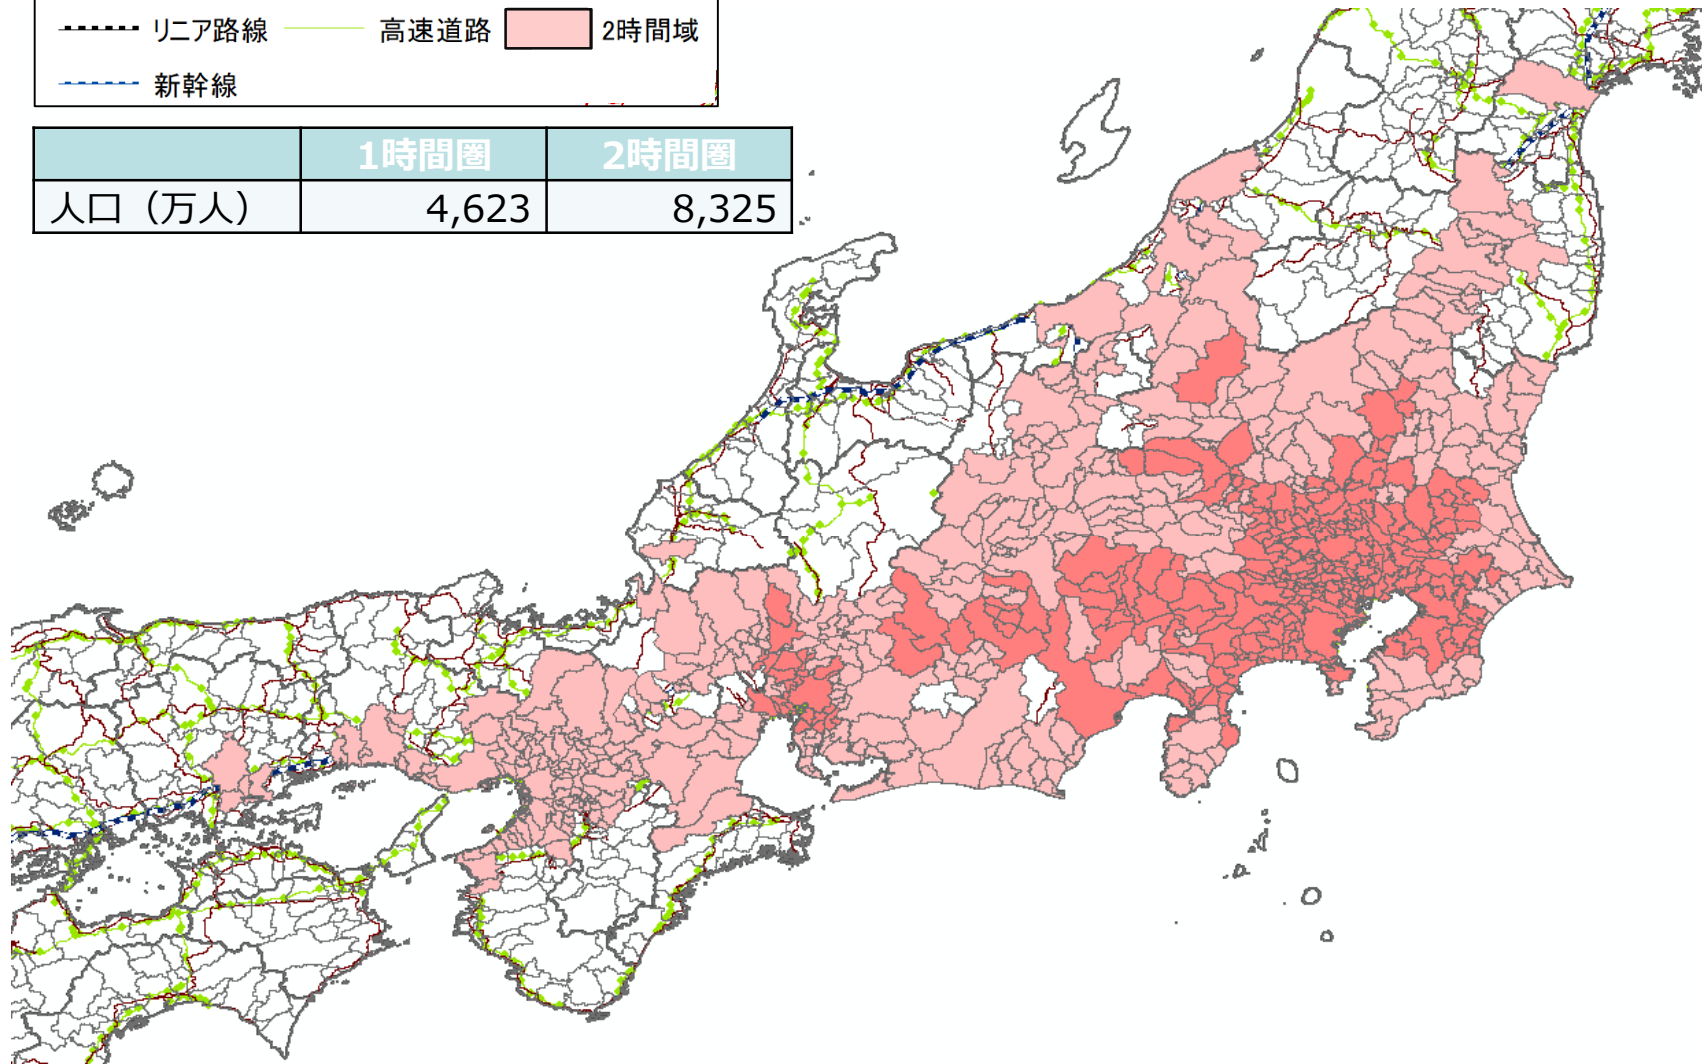 リニア路線 高速道路 2時間域
新幹線
1時間圏 2時間圏
人口（万人） 4,623 8,325